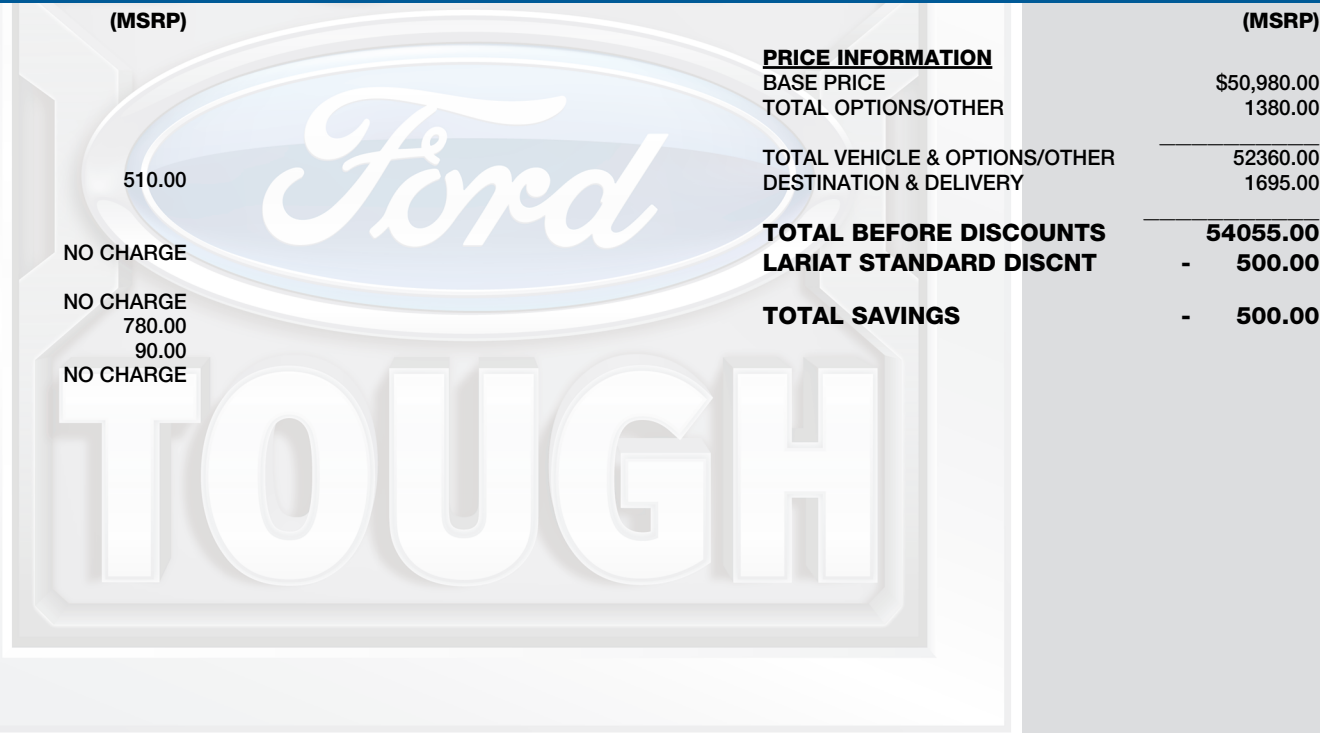 (MSRP)
510.00
NO CHARGE
NO CHARGE
780.00
90.00
NO CHARGE
(MSRP)
PRICE INFORMATION
BASE PRICE $50,980.00
TOTAL OPTIONS/OTHER 1380.00
TOTAL VEHICLE & OPTIONS/OTHER 52360.00
DESTINATION & DELIVERY 1695.00
TOTAL BEFORE DISCOUNTS 54055.00
LARIAT STANDARD DISCNT - 500.00
TOTAL SAVINGS - 500.00
Ford
TOUGH